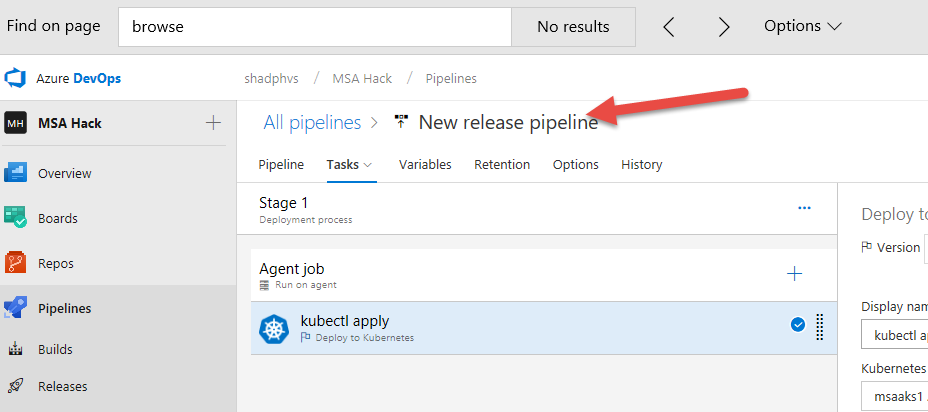 Find on page browse No results Options
Azure DevOps shadphvs / MSA Hack / Pipelines
MH MSA Hack
All pipelines > New release pipeline
Pipeline Tasks Variables Retention Options History
Overview
Boards
Repos
Pipelines
Builds
Releases
Stage 1
Deployment process
Agent job
Run on agent
kubectl apply
Deploy to Kubernetes
Deploy to
Version
Display nam
kubectl ap
Kubernetes
msaaks1